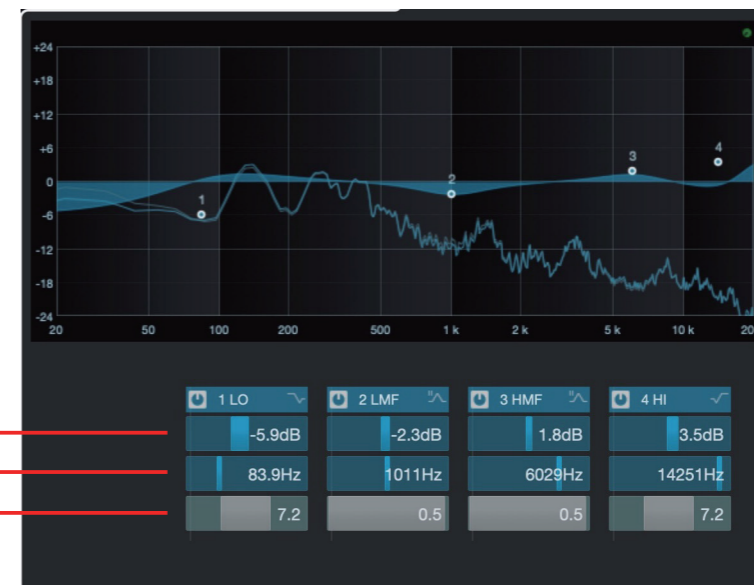 +24
+18
+12
+6
0
-6
-12
-18
-24
1
2
3
4
20 50 100 200 500 1 k 2 k 5 k 10 k 20
1 LO 2 LMF 3 HMF 4 HI
-5.9dB -2.3dB 1.8dB 3.5dB
83.9Hz 1011Hz 6029Hz 14251Hz
7.2 0.5 0.5 7.2